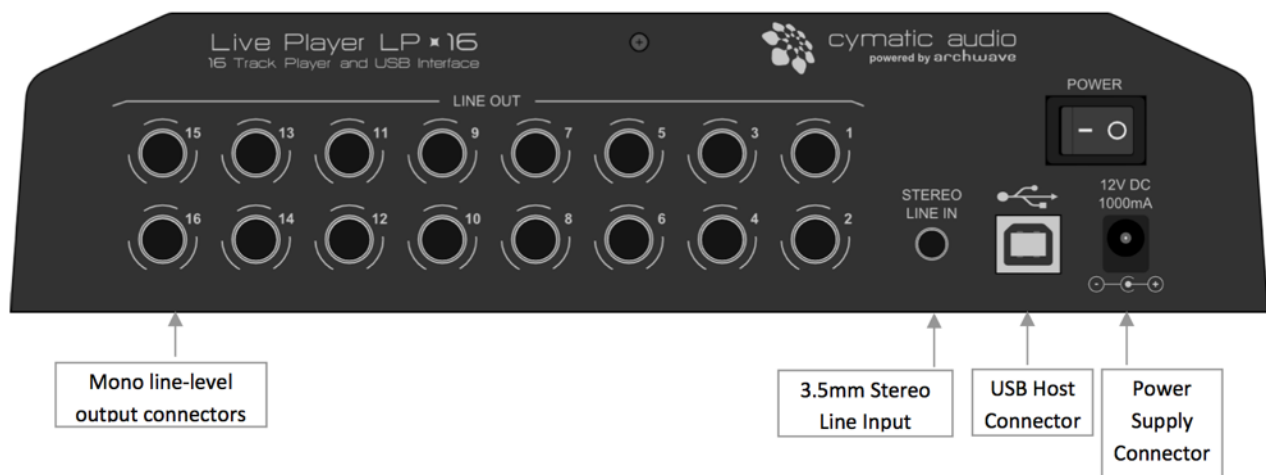 Live Player LP 16
16 Track Player and USB Interface
cymatic audio
powered by archwave
POWER
LINE OUT
15 13 11 9 7 5 3 1
16 14 12 10 8 6 4 2
STEREO
LINE IN
12V DC
1000mA
- +
Mono line-level
output connectors
3.5mm Stereo
Line Input
USB Host
Connector
Power
Supply
Connector